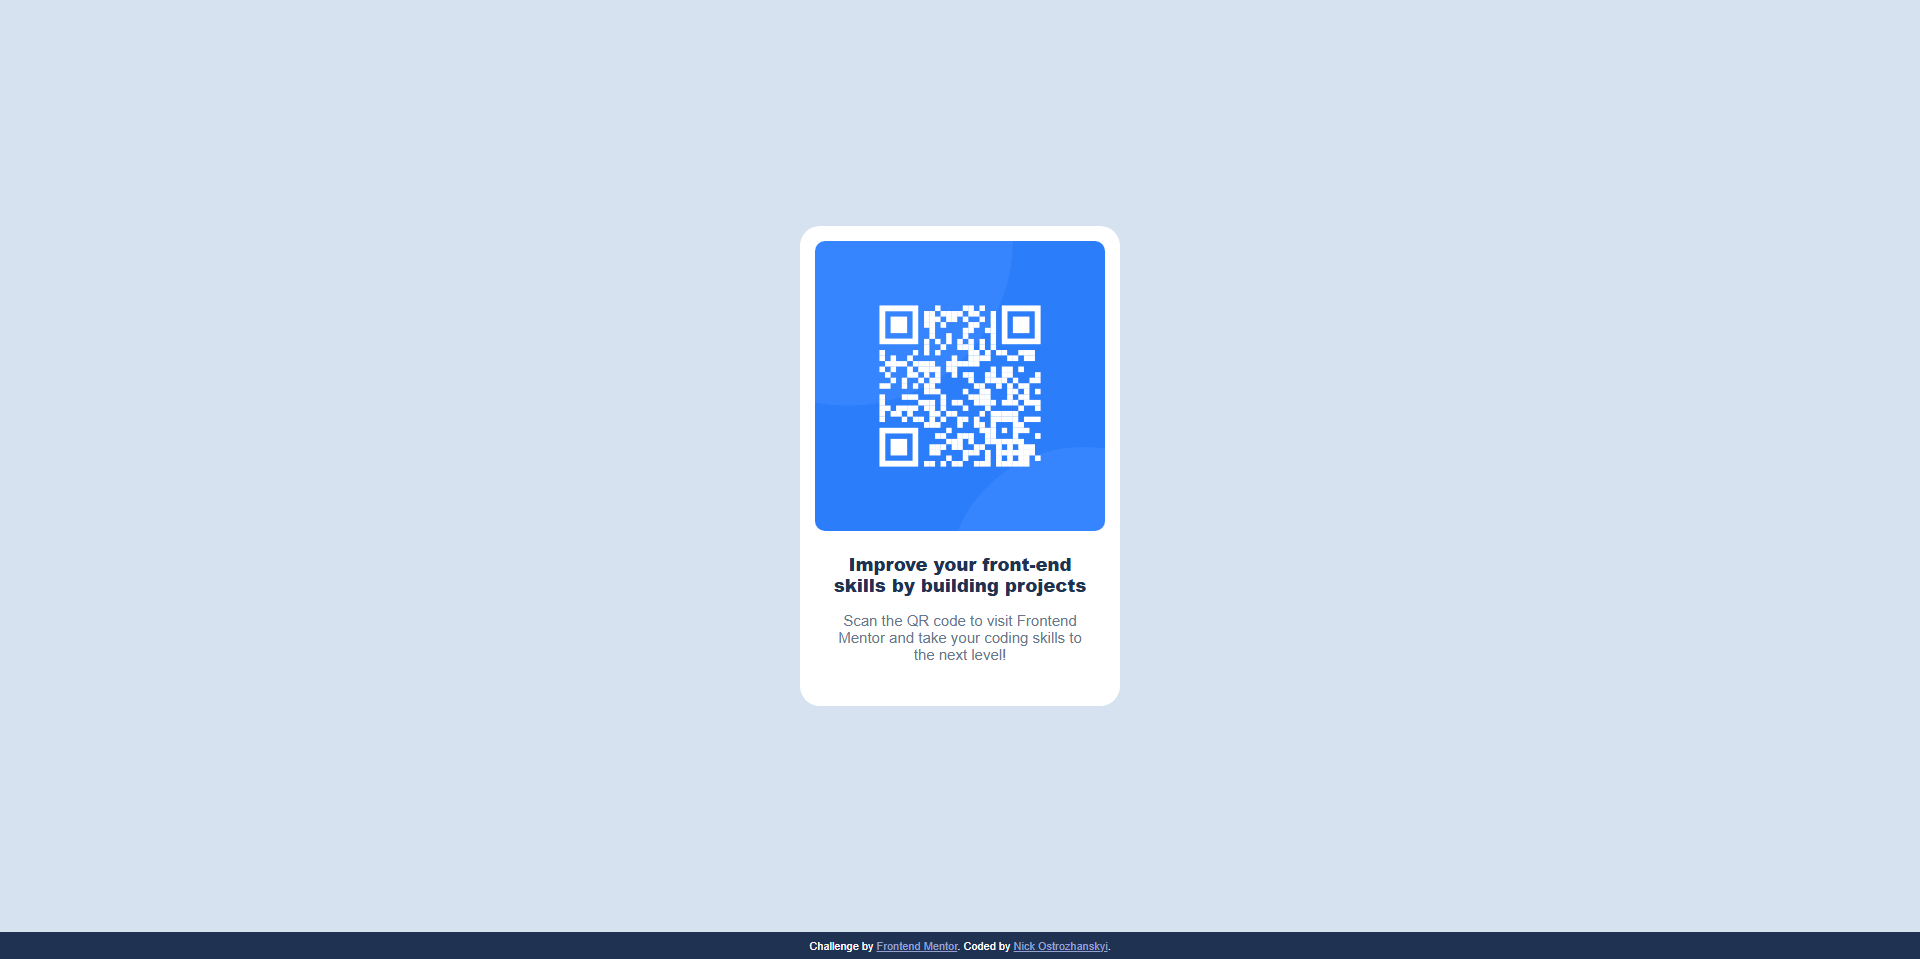 Improve your front-end
skills by building projects
Scan the QR code to visit Frontend
Mentor and take your coding skills to
the next level!
Challenge by Frontend Mentor. Coded by Nick Ostrozhanskyi.